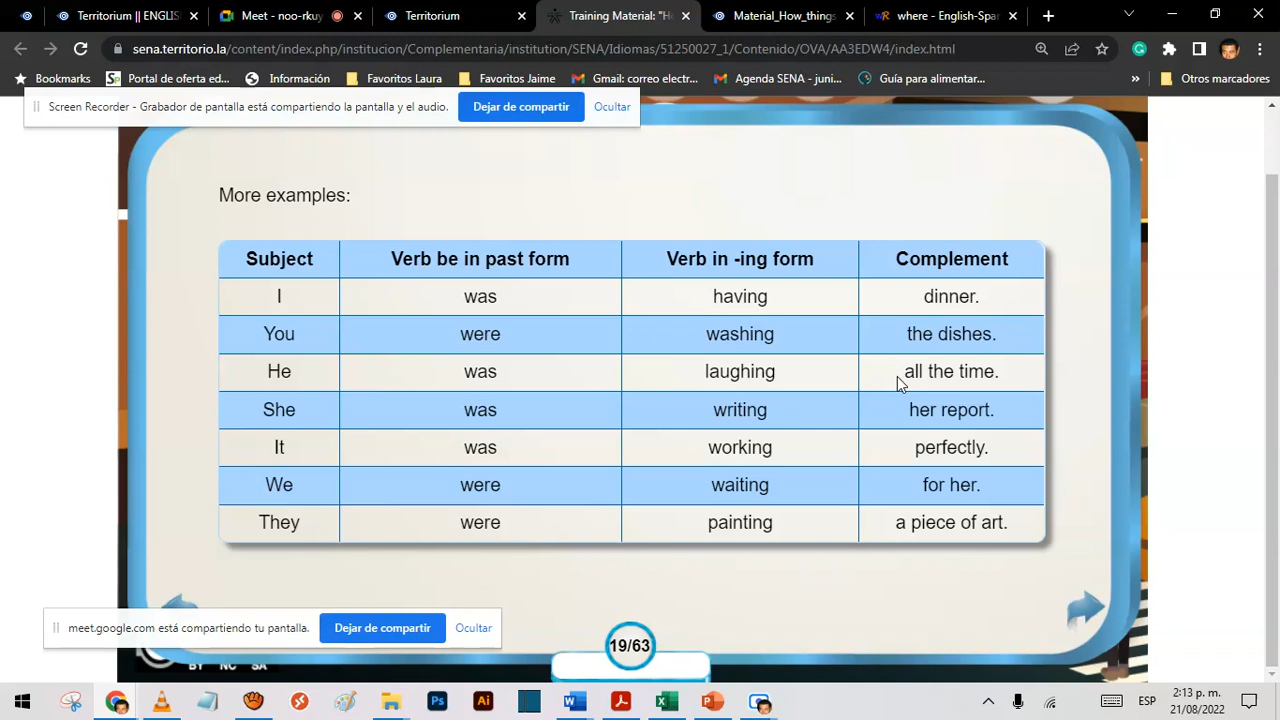 Territorium || ENGLIS
Meet - noo-rkuy
Territorium
Training Material: "H
Material_How_things
where - English-Spa
sena.territorio.la/content/index.php/institucion/Complementaria/institution/SENA/Idiomas/51250027_1/Contenido/OVA/AA3EDW4/index.html
Bookmarks
Portal de oferta ed...
Información
Favoritos Laura
Favoritos Jaime
Gmail: correo electr...
Agenda SENA - juni...
Guía para alimentar...
»
Otros marcadores
Screen Recorder - Grabador de pantalla está compartiendo la pantalla y el audio.
Dejar de compartir
Ocultar
More examples:
Subject Verb be in past form Verb in -ing form Complement
I was having dinner.
You were washing the dishes.
He was laughing all the time.
She was writing her report.
It was working perfectly.
We were waiting for her.
They were painting a piece of art.
meet.google.com está compartiendo tu pantalla.
Dejar de compartir
Ocultar
19/63
BY NC SA
ESP
2:13 p. m.
21/08/2022